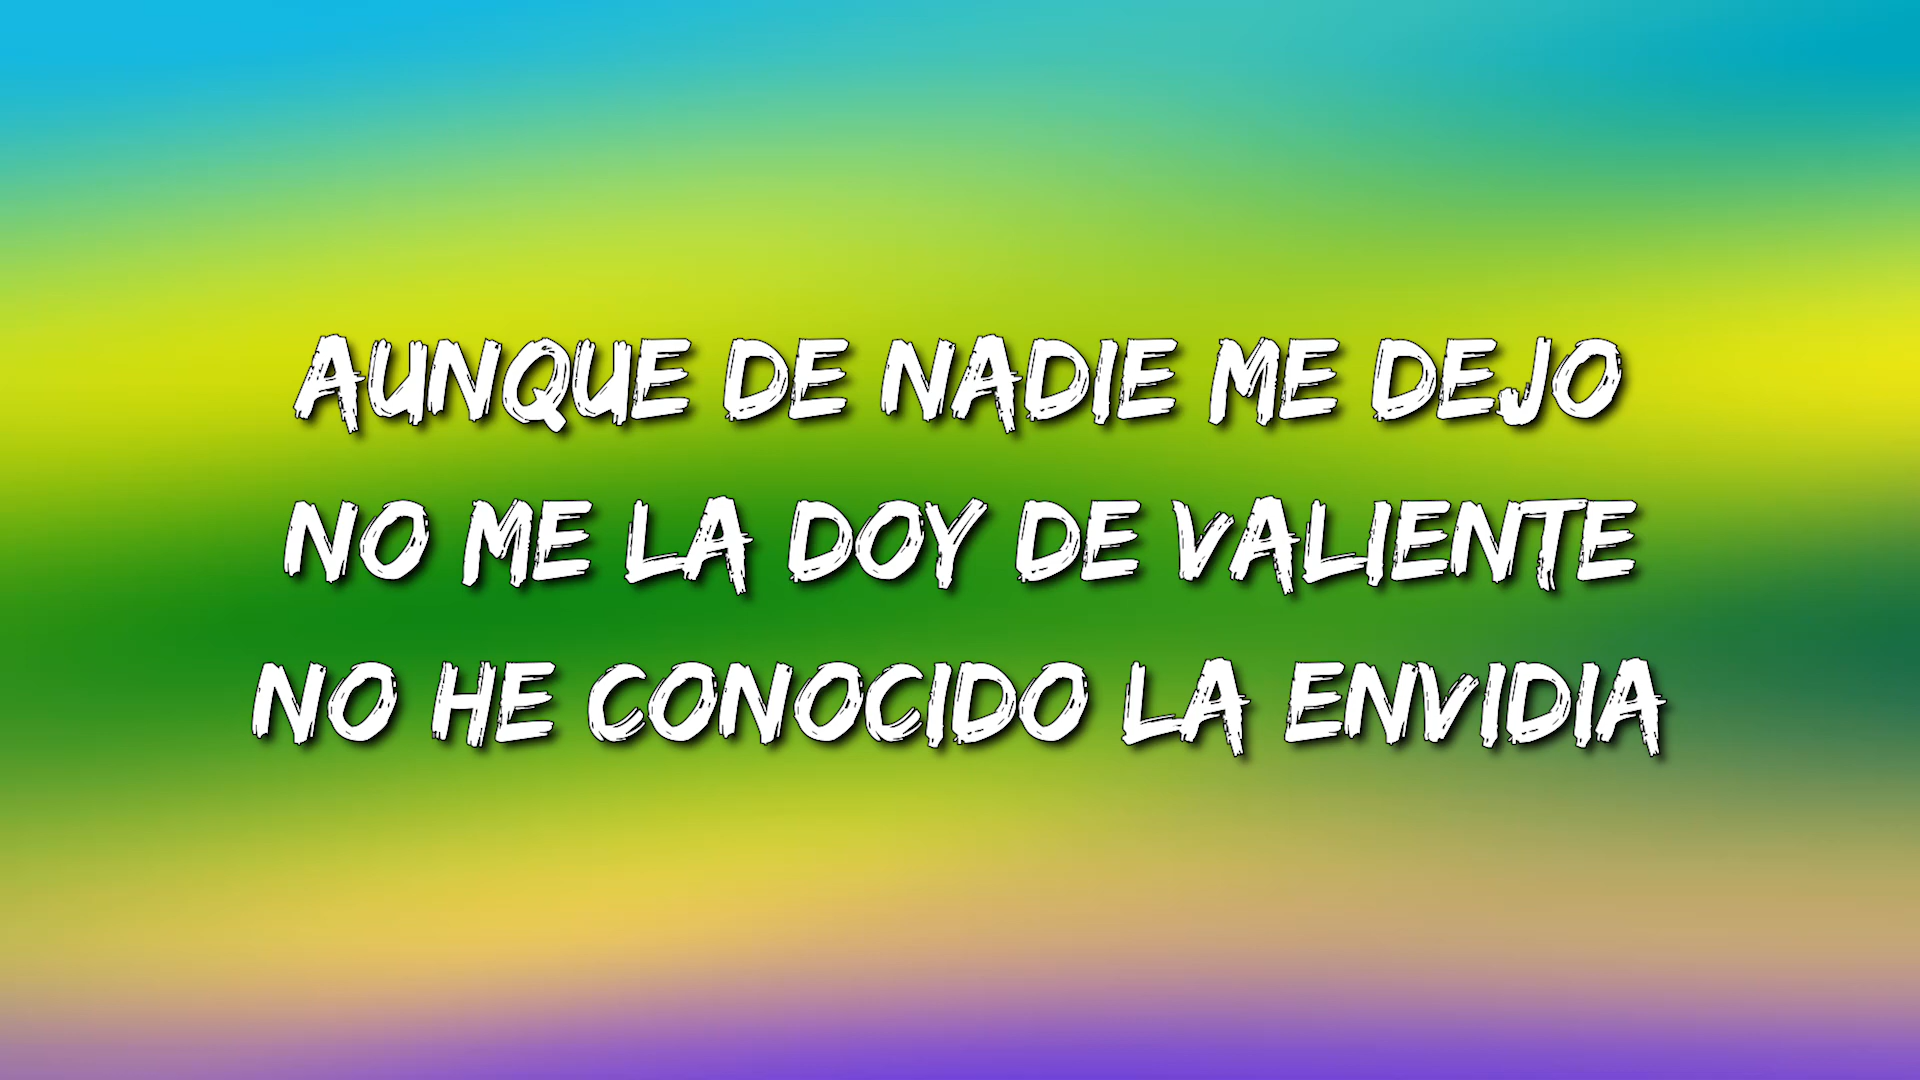 AUNQUE DE NADIE ME DEJO
NO ME LA DOY DE VALIENTE
NO HE CONOCIDO LA ENVIDIA